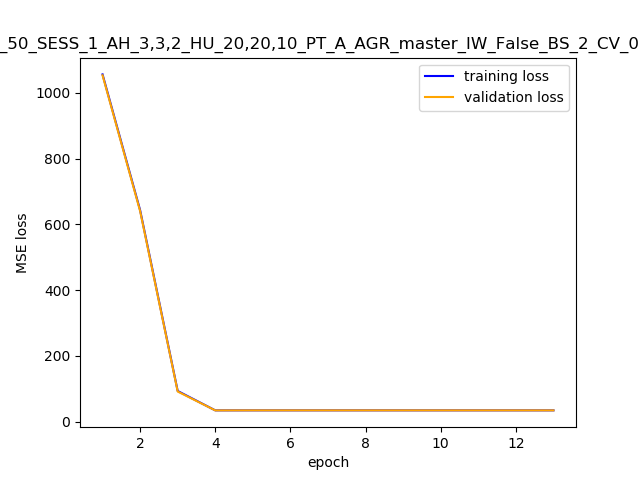 _50_SESS_1_AH_3,3,2_HU_20,20,10_PT_A_AGR_master_IW_False_BS_2_CV_0
training loss
validation loss
MSE loss
1000
800
600
400
200
0
2 4 6 8 10 12
epoch